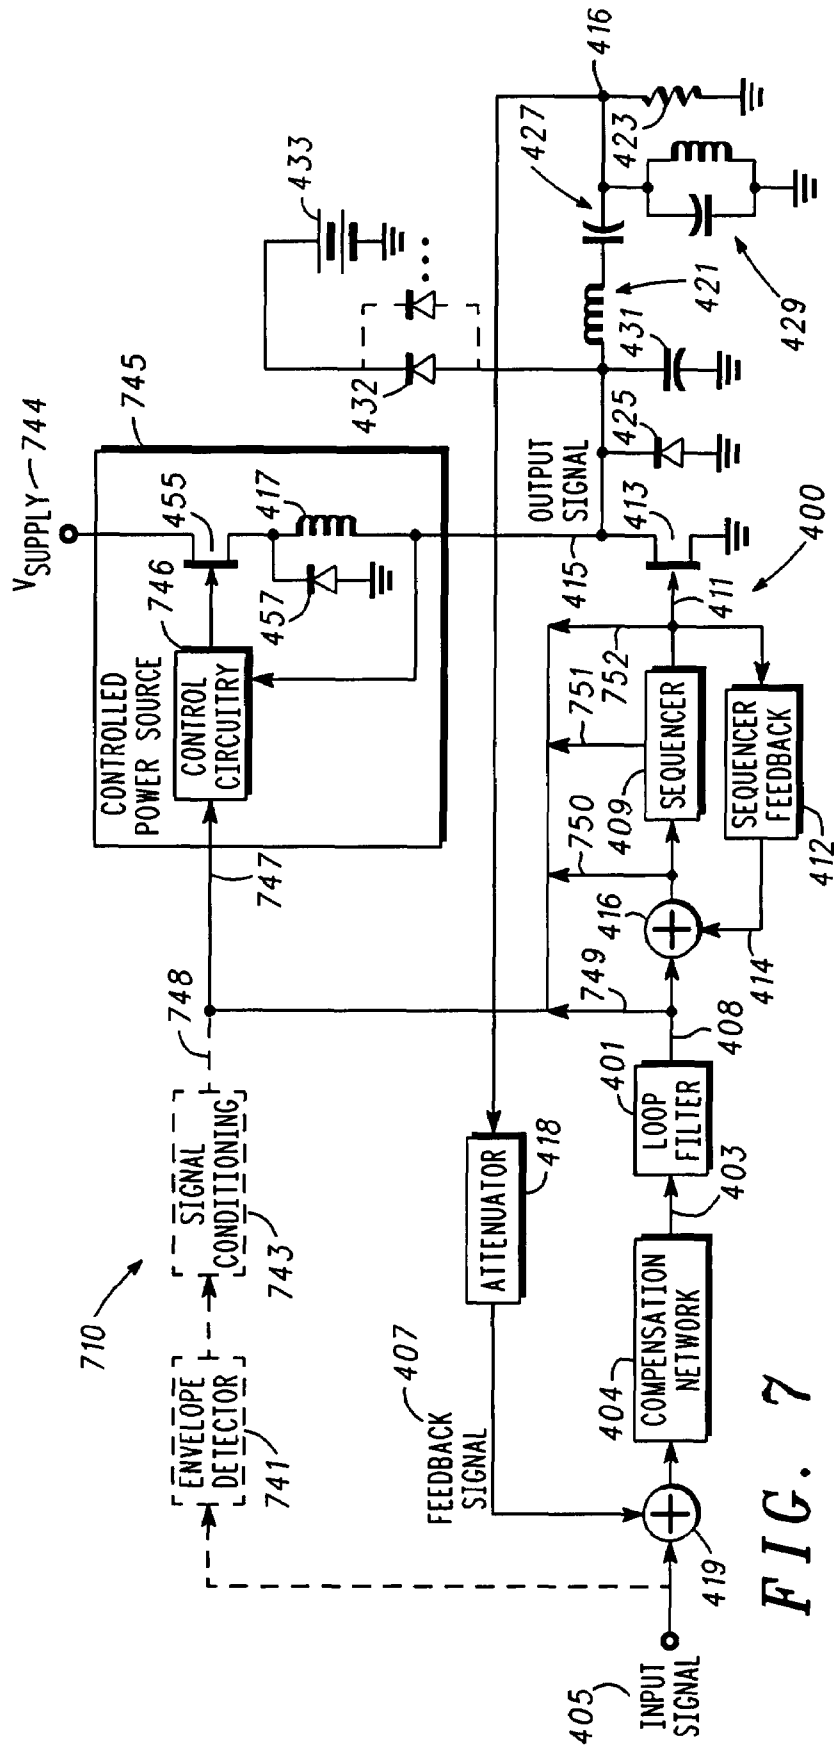 V SUPPLY 744
745
CONTROLLED
POWER SOURCE
746
CONTROL
CIRCUITRY
455
417
457
747
748
710
SIGNAL
CONDITIONING
743
ENVELOPE
DETECTOR
741
433
432
ATTENUATOR
418
407
FEEDBACK
SIGNAL
OUTPUT
SIGNAL
415
425
431
421
427
416
423
429
413
400
411
752
751
750
749
409
SEQUENCER
SEQUENCER
FEEDBACK
412
414
416
408
401
LOOP
FILTER
403
404
COMPENSATION
NETWORK
419
405
INPUT
SIGNAL
FIG. 7